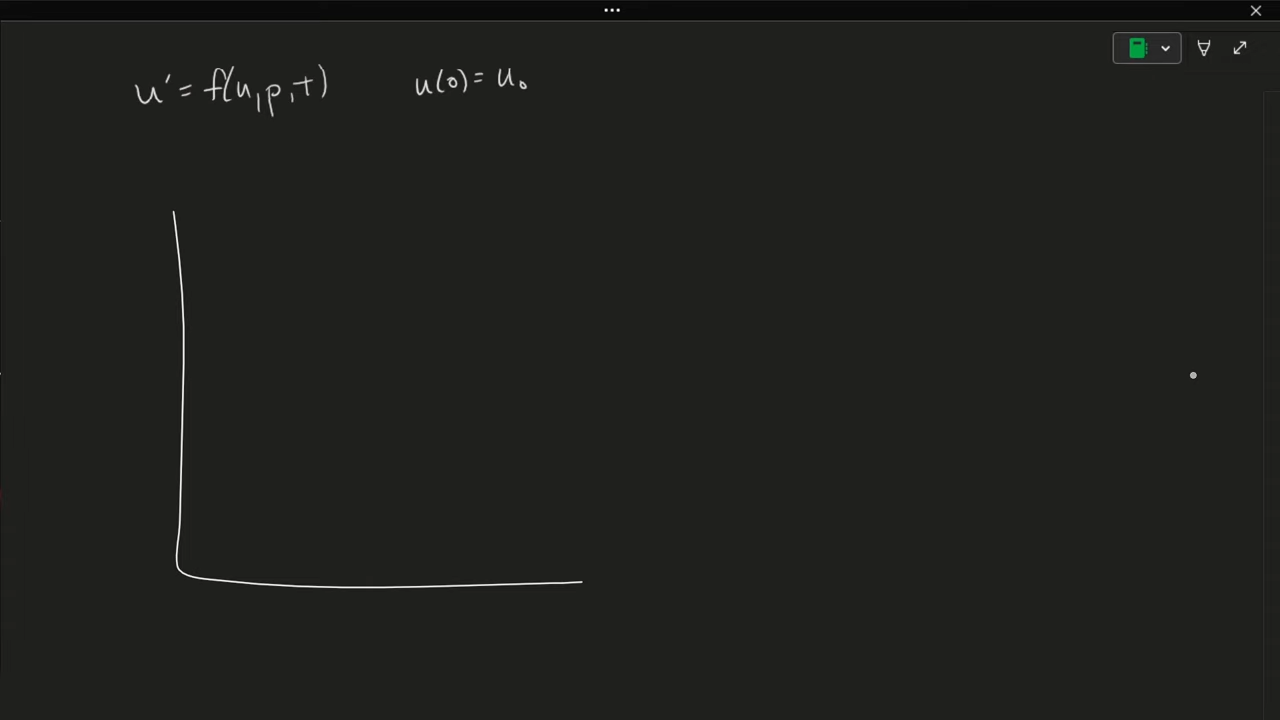 u' = f(u,p,t) u(0) = u₀